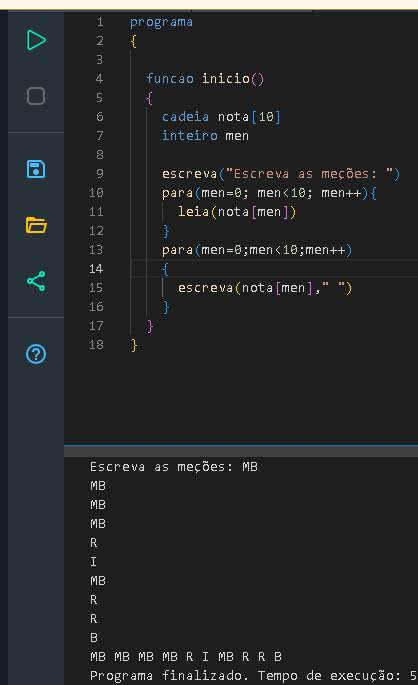 1 programa
2 {
3
4 funcao inicio()
5 {
6 cadeia nota[10]
7 inteiro men
8
9 escreva("Escreva as meções: ")
10 para(men=0; men<10; men++){
11 leia(nota[men])
12 }
13 para(men=0;men<10;men++)
14 {
15 escreva(nota[men]," ")
16 }
17 }
18 }
Escreva as meções: MB
MB
MB
MB
R
I
MB
R
R
B
MB MB MB MB R I MB R R B
Programa finalizado. Tempo de execução: 5